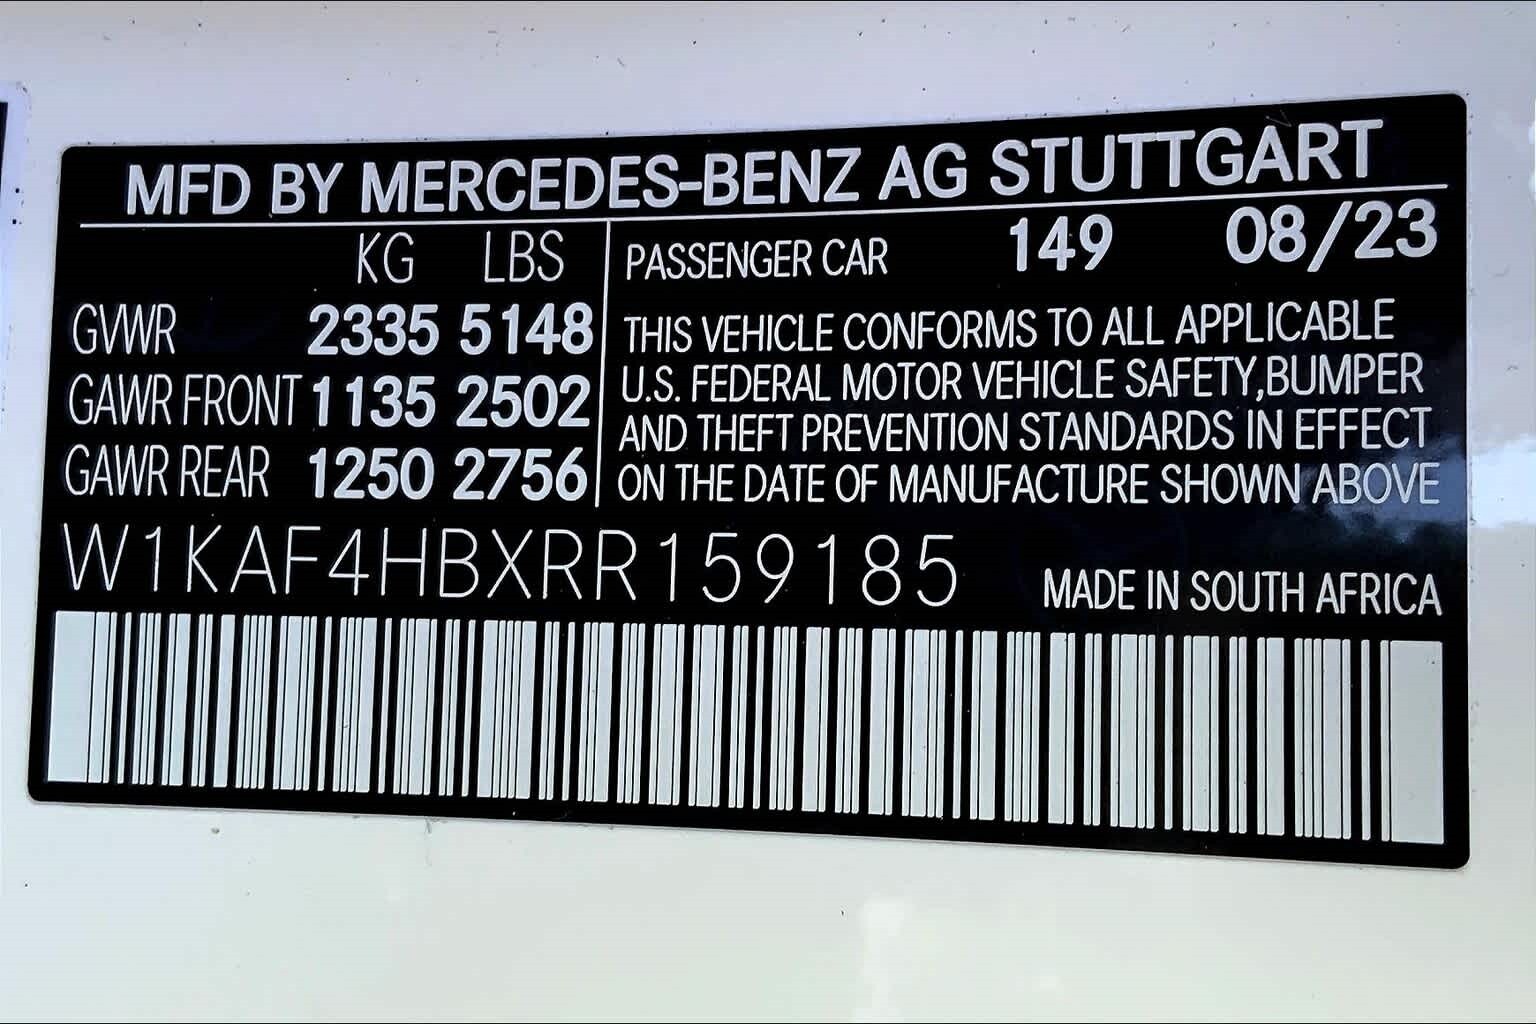 MFD BY MERCEDES-BENZ AG STUTTGART
KG LBS
GVWR 2335 5148
GAWR FRONT 1135 2502
GAWR REAR 1250 2756
PASSENGER CAR 149 08/23
THIS VEHICLE CONFORMS TO ALL APPLICABLE
U.S. FEDERAL MOTOR VEHICLE SAFETY,BUMPER
AND THEFT PREVENTION STANDARDS IN EFFECT
ON THE DATE OF MANUFACTURE SHOWN ABOVE
W1KAF4HBXRR159185
MADE IN SOUTH AFRICA